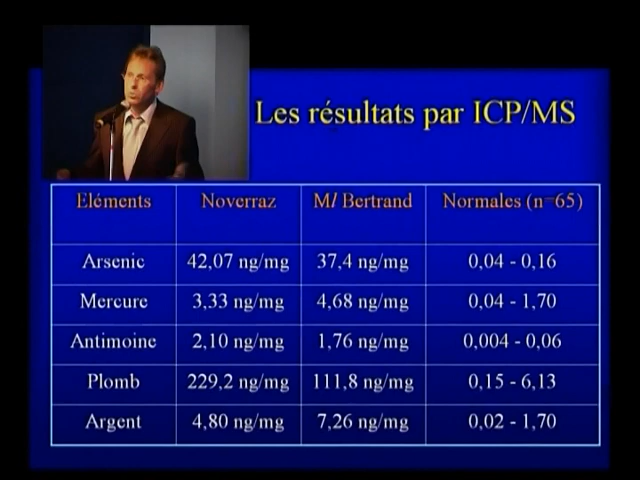 Les résultats par ICP/MS
Eléments Noverraz Ml Bertrand Normales (n=65)
Arsenic 42,07 ng/mg 37,4 ng/mg 0,04 - 0,16
Mercure 3,33 ng/mg 4,68 ng/mg 0,04 - 1,70
Antimoine 2,10 ng/mg 1,76 ng/mg 0,004 - 0,06
Plomb 229,2 ng/mg 111,8 ng/mg 0,15 - 6,13
Argent 4,80 ng/mg 7,26 ng/mg 0,02 - 1,70